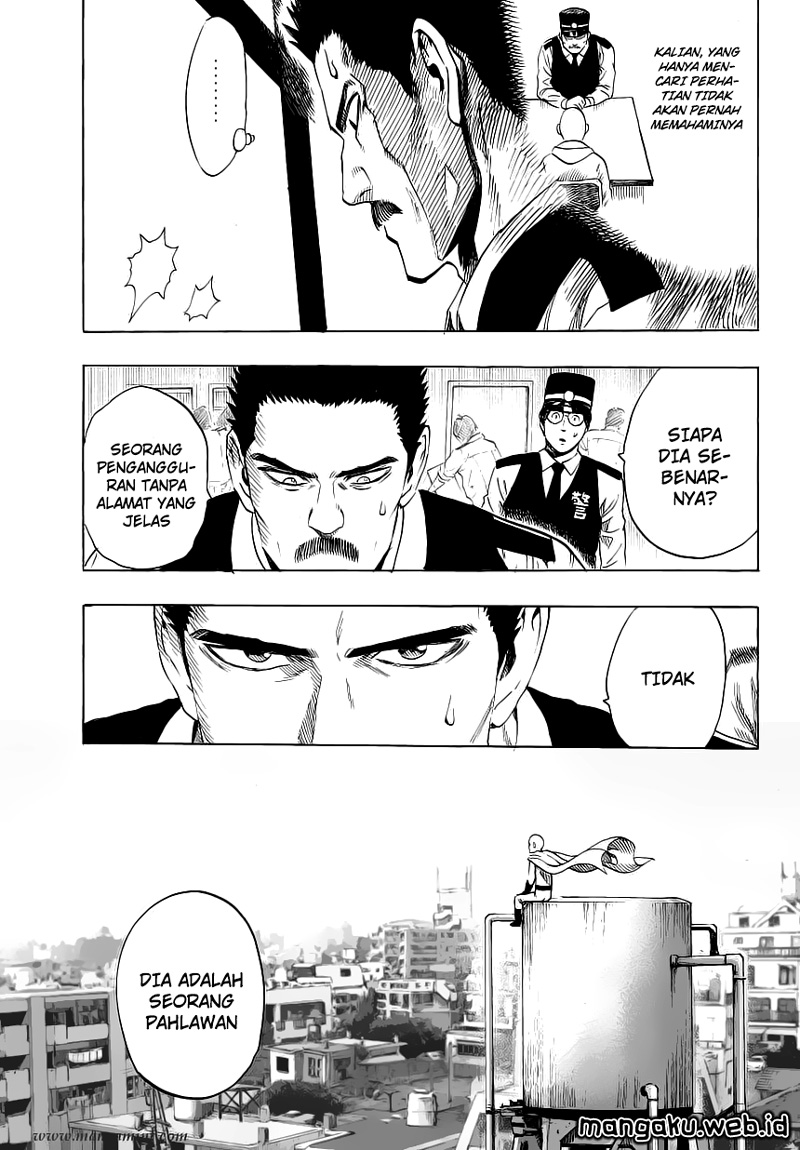 KALIAN, YANG
HANYA MEN-
CARI PERHA-
TIAN TIDAK
AKAN PERNAH
MEMAHAMINYA
......
SIAPA
DIA SE-
BENAR-
NYA?
警
SEORANG
PENGANGGU-
RAN TANPA
ALAMAT YANG
JELAS
TIDAK
DIA ADALAH
SEORANG
PAHLAWAN
mangaku.web.id